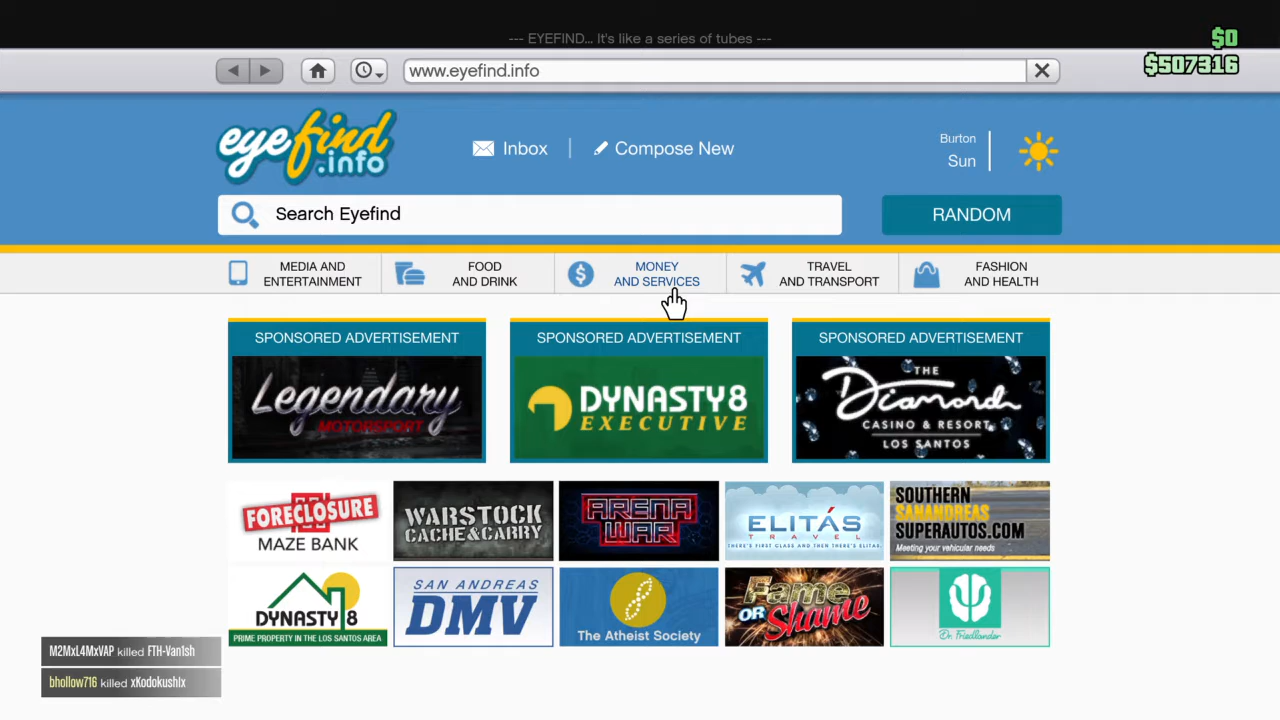 --- EYEFIND... It's like a series of tubes ---
$0
$507316
www.eyefind.info
eyefind
.info
Inbox
Compose New
Burton
Sun
Search Eyefind
RANDOM
MEDIA AND
ENTERTAINMENT
FOOD
AND DRINK
MONEY
AND SERVICES
TRAVEL
AND TRANSPORT
FASHION
AND HEALTH
SPONSORED ADVERTISEMENT
Legendary
MOTORSPORT
SPONSORED ADVERTISEMENT
DYNASTY8
EXECUTIVE
SPONSORED ADVERTISEMENT
THE
Diamond
CASINO & RESORT
LOS SANTOS
FORECLOSURE
MAZE BANK
WARSTOCK
CACHE&CARRY
ARENA
WAR
ELITÁS
TRAVEL
THERE'S FIRST CLASS AND THEN THERE'S ELITAS
SOUTHERN
SANANDREAS
SUPERAUTOS.COM
Meeting your vehicular needs
DYNASTY 8
PRIME PROPERTY IN THE LOS SANTOS AREA
SAN ANDREAS
DMV
The Atheist Society
Fame
OR Shame
Dr. Friedlander
M2MxL4MxVAP killed FTH-Van1sh
bhollow716 killed xKodokushIx